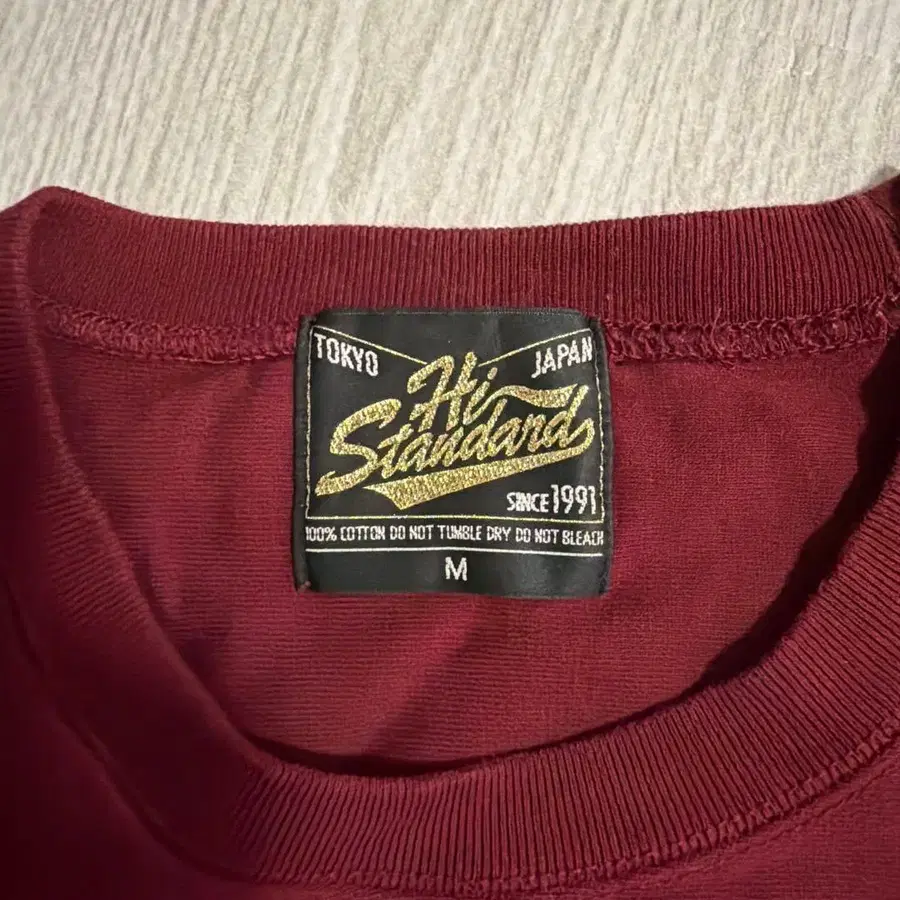 TOKYO JAPAN
Hi
Standard
SINCE 1991
100% COTTON DO NOT TUMBLE DRY DO NOT BLEACH
M